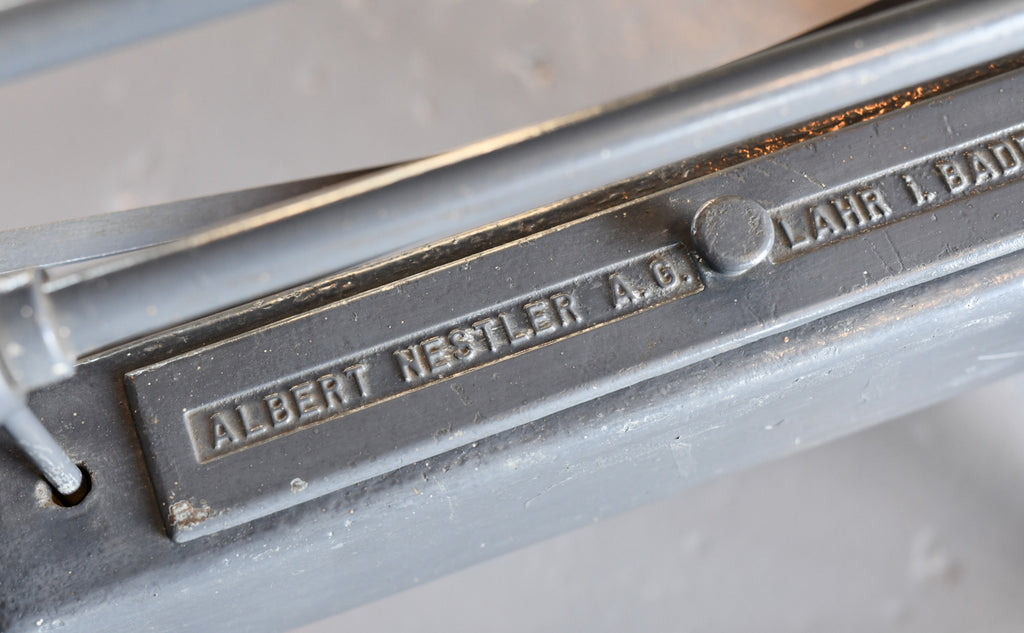 ALBERT NESTLER A.G. LAHR i. BAD